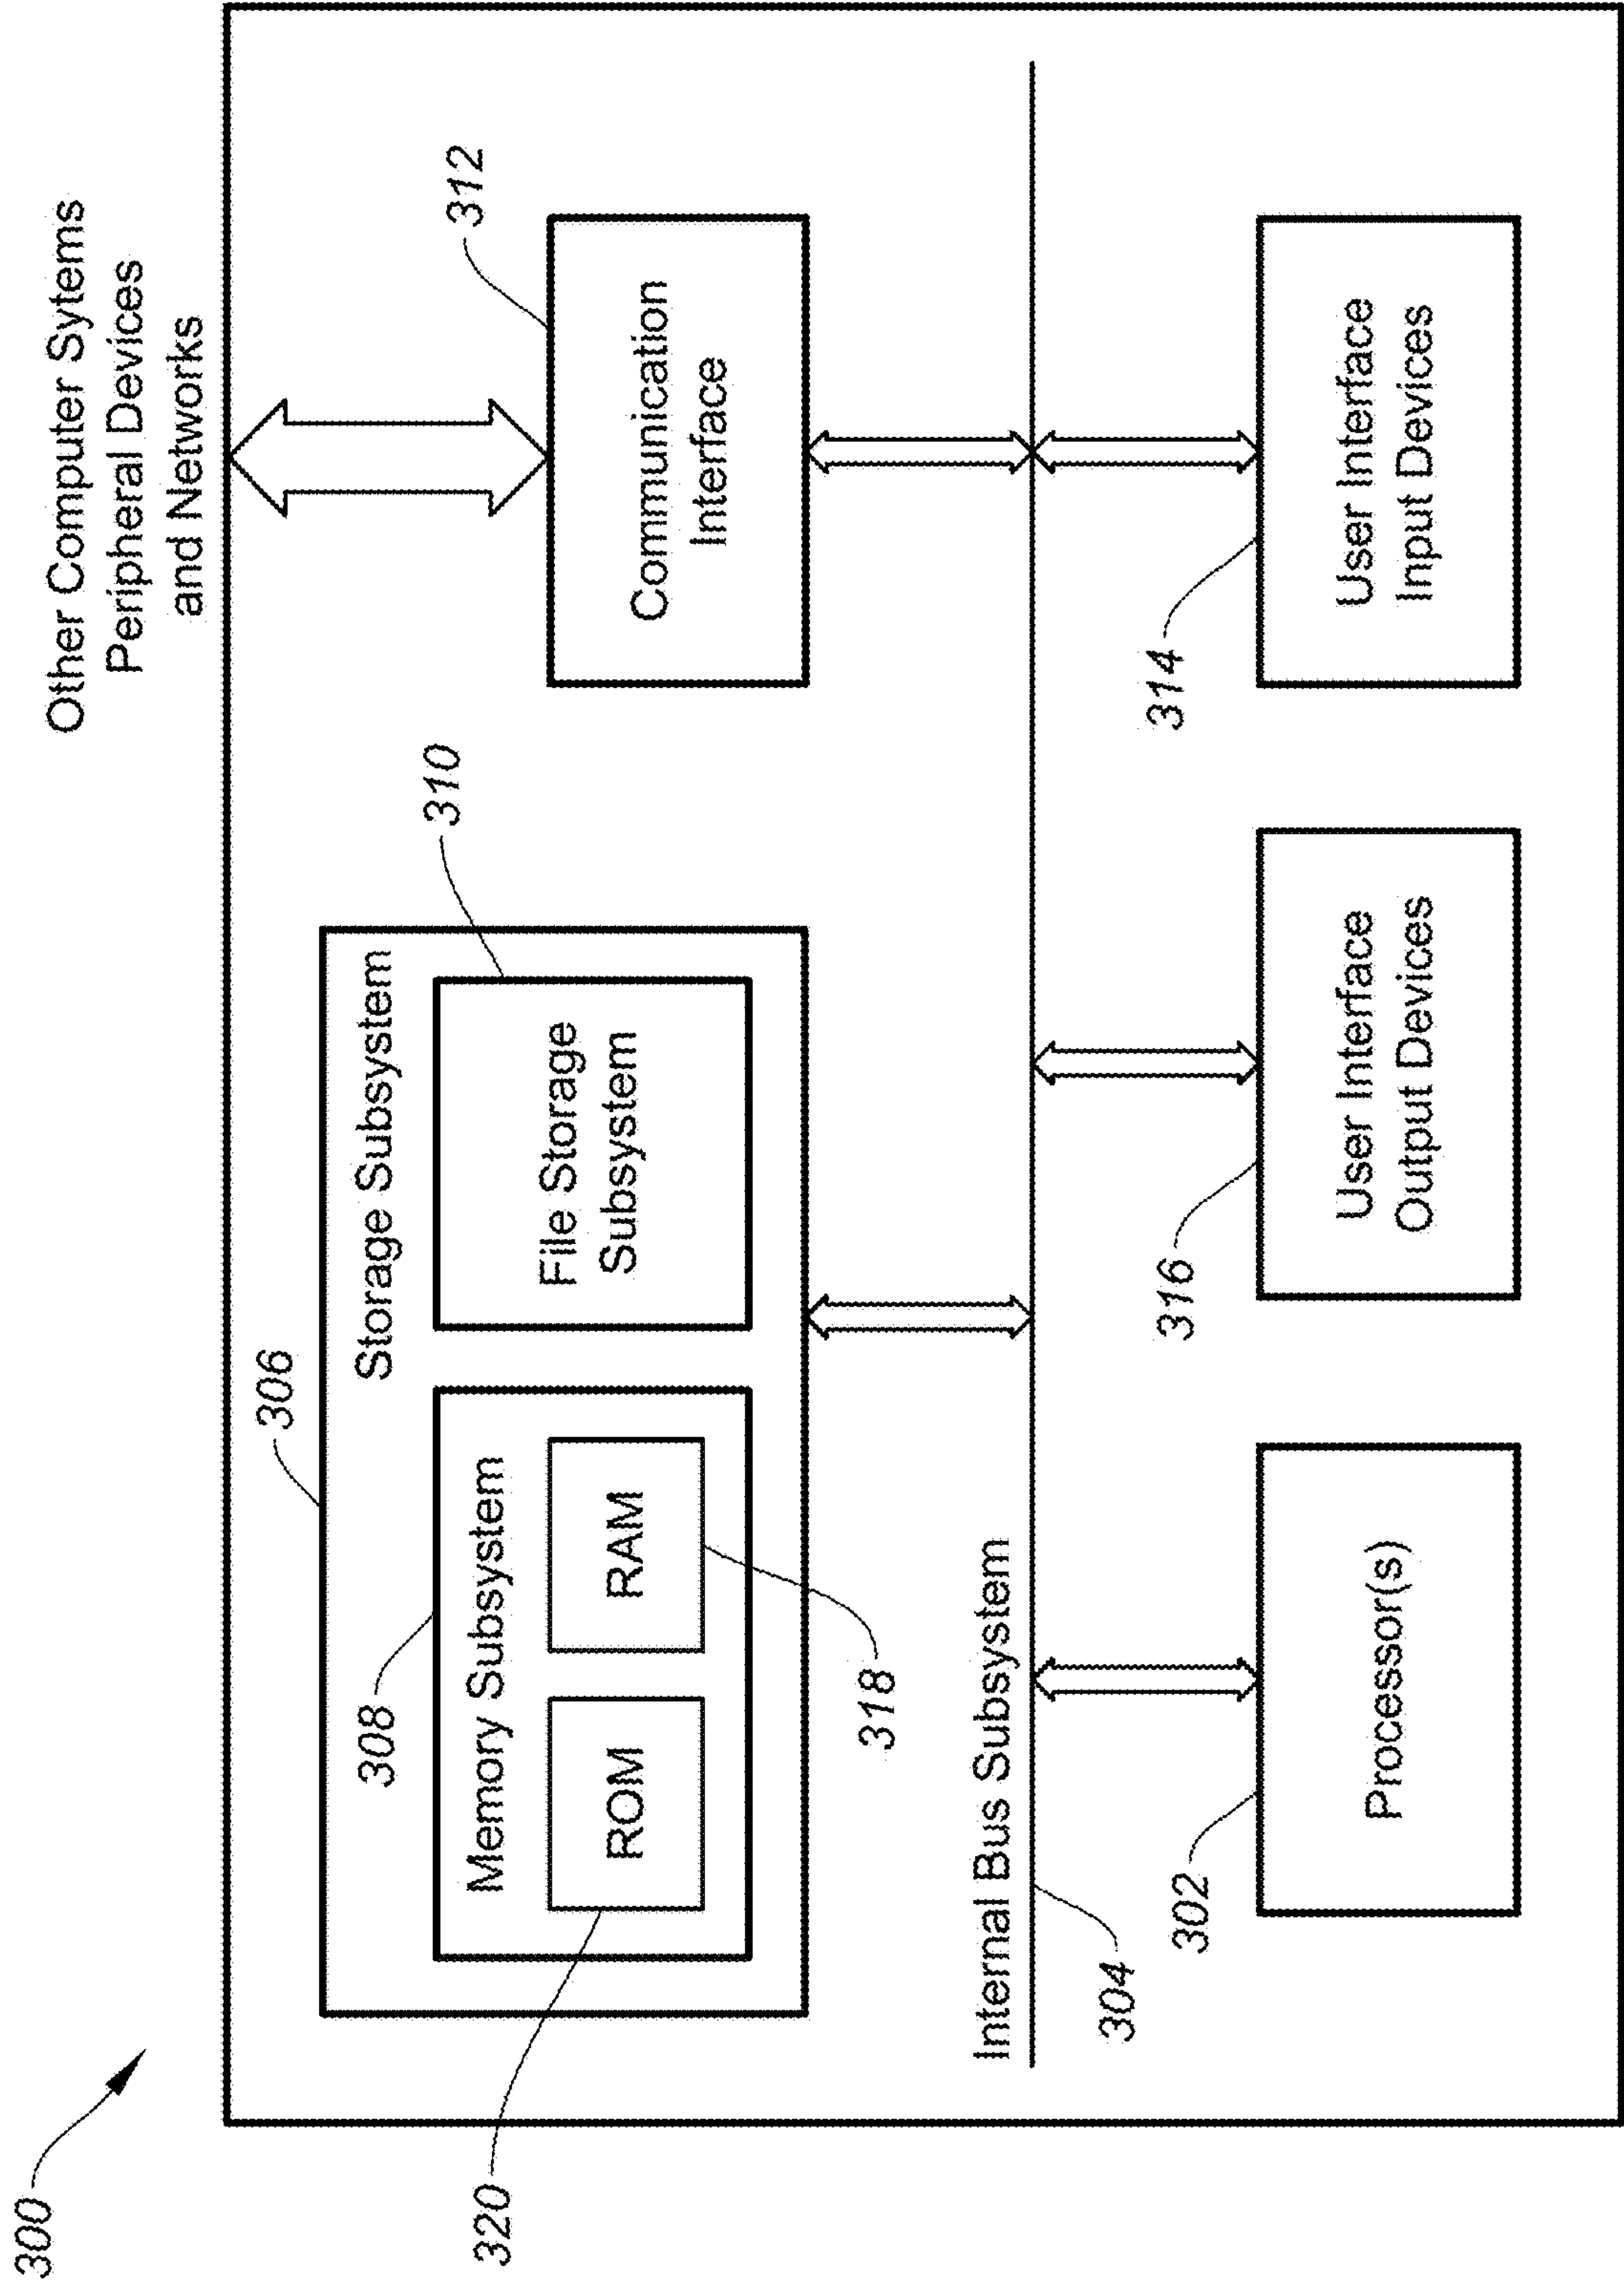 300
Other Computer Sytems
Peripheral Devices
and Networks
306
Storage Subsystem
310
312
308
Memory Subsystem
File Storage
Subsystem
Communication
Interface
ROM
RAM
320
318
Internal Bus Subsystem
304
302
316
314
Processor(s)
User Interface
Output Devices
User Interface
Input Devices